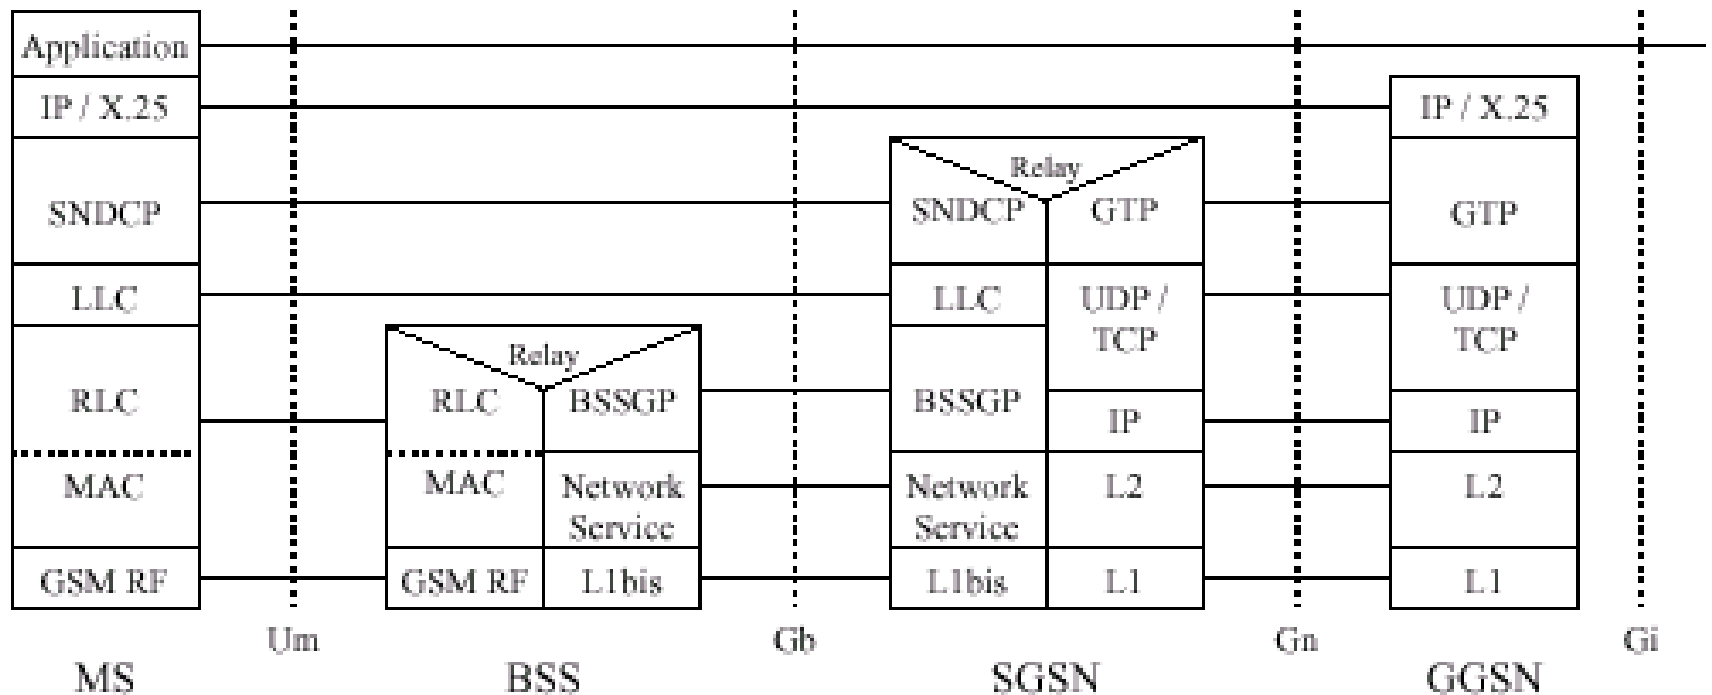 Application
IP / X.25
SNDCP
LLC
RLC
MAC
GSM RF
MS
Um
Relay
RLC
BSSGP
MAC
Network
Service
GSM RF
L1bis
BSS
Gb
Relay
SNDCP
GTP
LLC
UDP /
TCP
BSSGP
IP
Network
Service
L2
L1bis
L1
SGSN
Gn
IP / X.25
GTP
UDP /
TCP
IP
L2
L1
GGSN
Gi